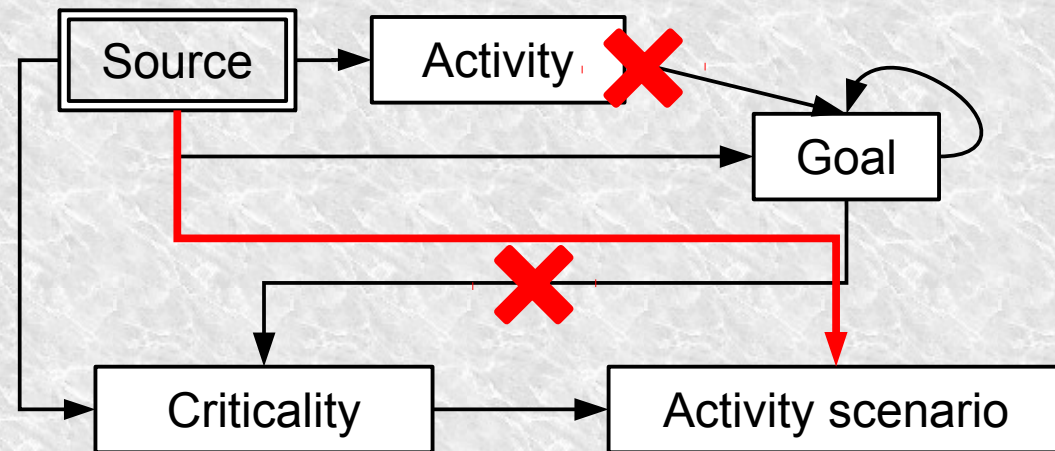 Source
Activity
Goal
Criticality
Activity scenario